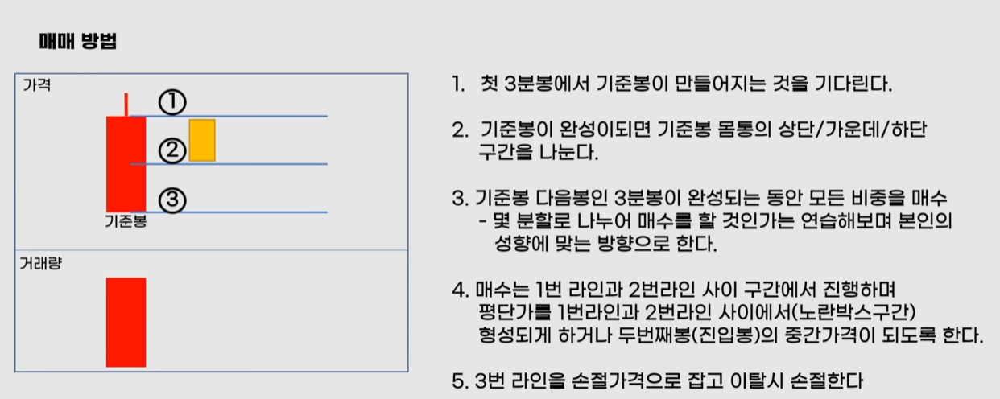 매매 방법
가격
①
②
③
기준봉
거래량
1. 첫 3분봉에서 기준봉이 만들어지는 것을 기다린다.
2. 기준봉이 완성이되면 기준봉 몸통의 상단/가운데/하단
구간을 나눈다.
3. 기준봉 다음봉인 3분봉이 완성되는 동안 모든 비중을 매수
- 몇 분할로 나누어 매수를 할 것인가는 연습해보며 본인의
성향에 맞는 방향으로 한다.
4. 매수는 1번 라인과 2번라인 사이 구간에서 진행하며
평단가를 1번라인과 2번라인 사이에서(노란박스구간)
형성되게 하거나 두번째봉(진입봉)의 중간가격이 되도록 한다.
5. 3번 라인을 손절가격으로 잡고 이탈시 손절한다